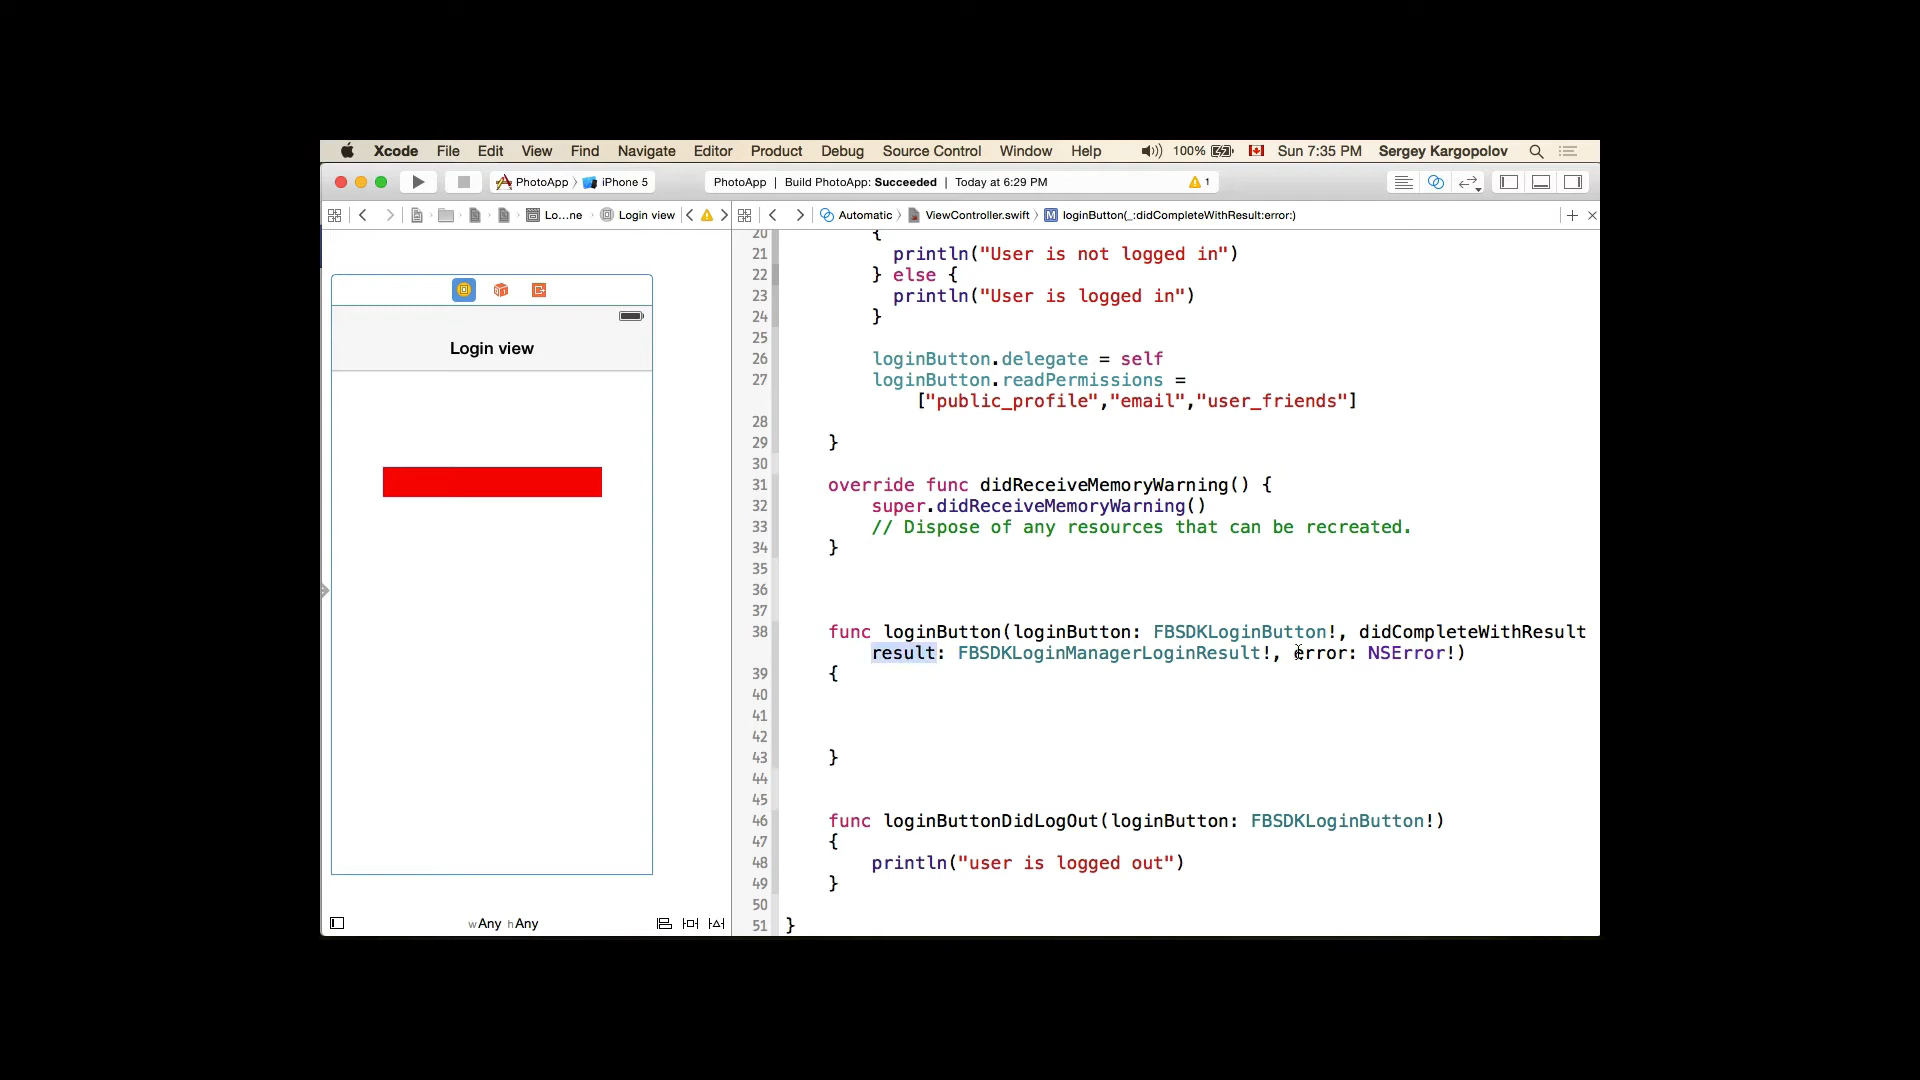 Xcode File Edit View Find Navigate Editor Product Debug Source Control Window Help 100% Sun 7:35 PM Sergey Kargopolov
PhotoApp iPhone 5 PhotoApp | Build PhotoApp: Succeeded | Today at 6:29 PM 1
Lo...ne Login view Automatic ViewController.swift M loginButton(_:didCompleteWithResult:error:)
Login view
20 {
21 println("User is not logged in")
22 } else {
23 println("User is logged in")
24 }
25
26 loginButton.delegate = self
27 loginButton.readPermissions =
["public_profile","email","user_friends"]
28
29 }
30
31 override func didReceiveMemoryWarning() {
32 super.didReceiveMemoryWarning()
33 // Dispose of any resources that can be recreated.
34 }
35
36
37
38 func loginButton(loginButton: FBSDKLoginButton!, didCompleteWithResult
result: FBSDKLoginManagerLoginResult!, error: NSError!)
39 {
40
41
42
43 }
44
45
46 func loginButtonDidLogOut(loginButton: FBSDKLoginButton!)
47 {
48 println("user is logged out")
49 }
50
51 }
wAny hAny